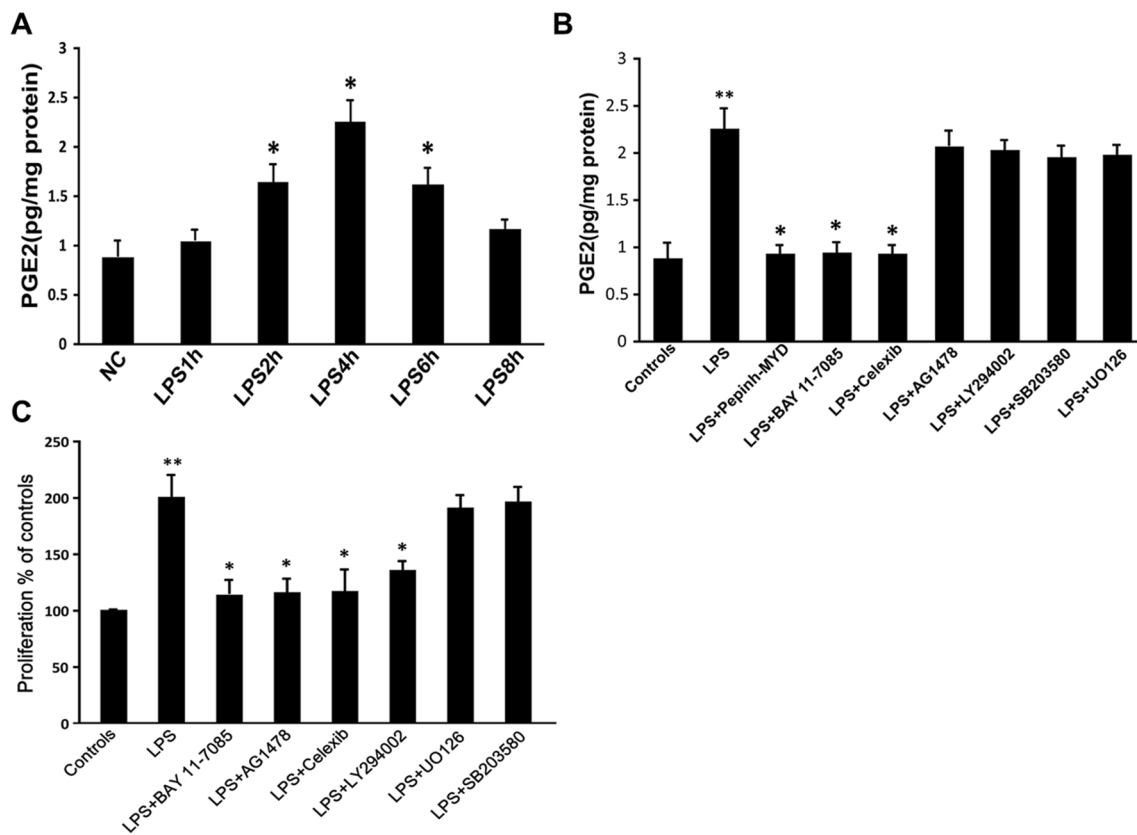 A
PGE2(pg/mg protein)
3
2.5
2
1.5
1
0.5
0
*
*
*
NC
LPS1h
LPS2h
LPS4h
LPS6h
LPS8h
B
PGE2(pg/mg protein)
3
2.5
2
1.5
1
0.5
0
**
*
*
*
Controls
LPS
LPS+Pepinh-MYD
LPS+BAY 11-7085
LPS+Celexib
LPS+AG1478
LPS+LY294002
LPS+SB203580
LPS+UO126
C
Proliferation % of controls
250
200
150
100
50
0
**
*
*
*
*
Controls
LPS
LPS+BAY 11-7085
LPS+AG1478
LPS+Celexib
LPS+LY294002
LPS+UO126
LPS+SB203580